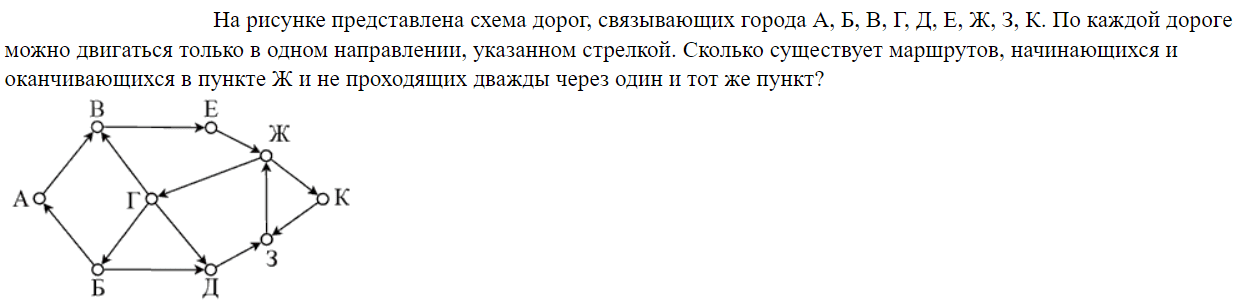 На рисунке представлена схема дорог, связывающих города А, Б, В, Г, Д, Е, Ж, З, К. По каждой дороге
можно двигаться только в одном направлении, указанном стрелкой. Сколько существует маршрутов, начинающихся и
оканчивающихся в пункте Ж и не проходящих дважды через один и тот же пункт?
В Е
Ж
А Г К
З
Б Д